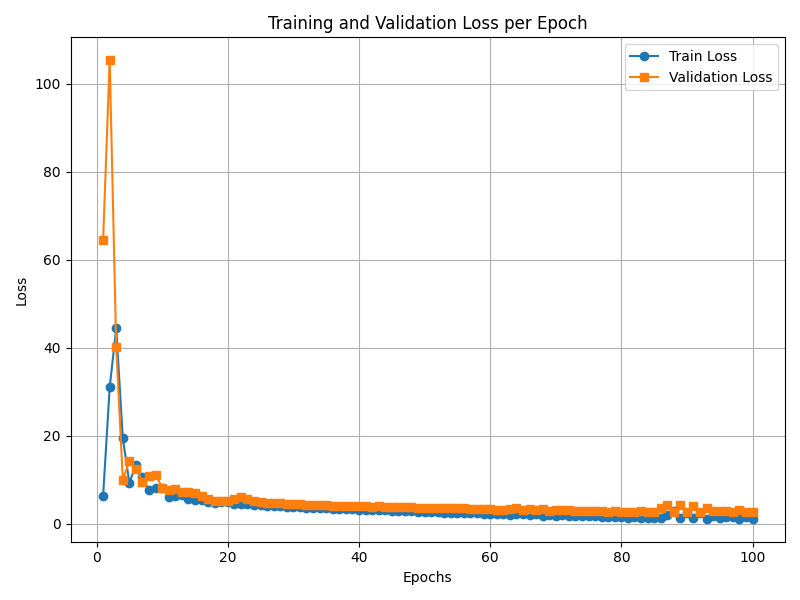 Training and Validation Loss per Epoch
Train Loss
Validation Loss
100
80
60
40
20
0
Loss
0 20 40 60 80 100
Epochs